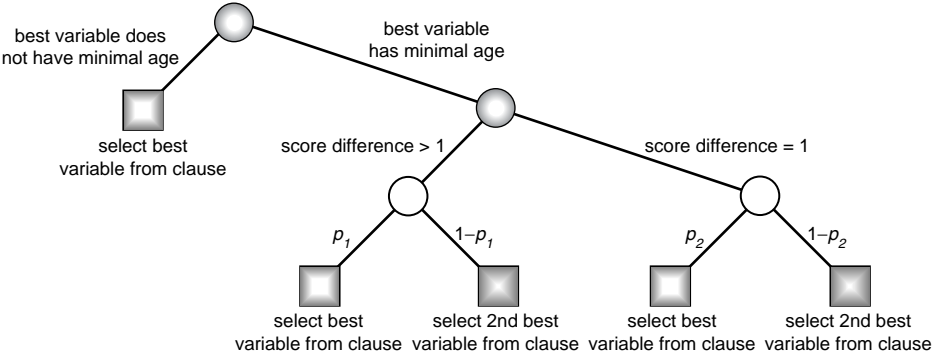 best variable does
not have minimal age
best variable
has minimal age
select best
variable from clause
score difference > 1
score difference = 1
p1
1–p1
p2
1–p2
select best
variable from clause
select 2nd best
variable from clause
select best
variable from clause
select 2nd best
variable from clause